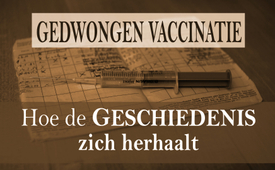 GEDWONGEN VACCINATIE
Hoe de GESCHIEDENIS
zich herhaalt